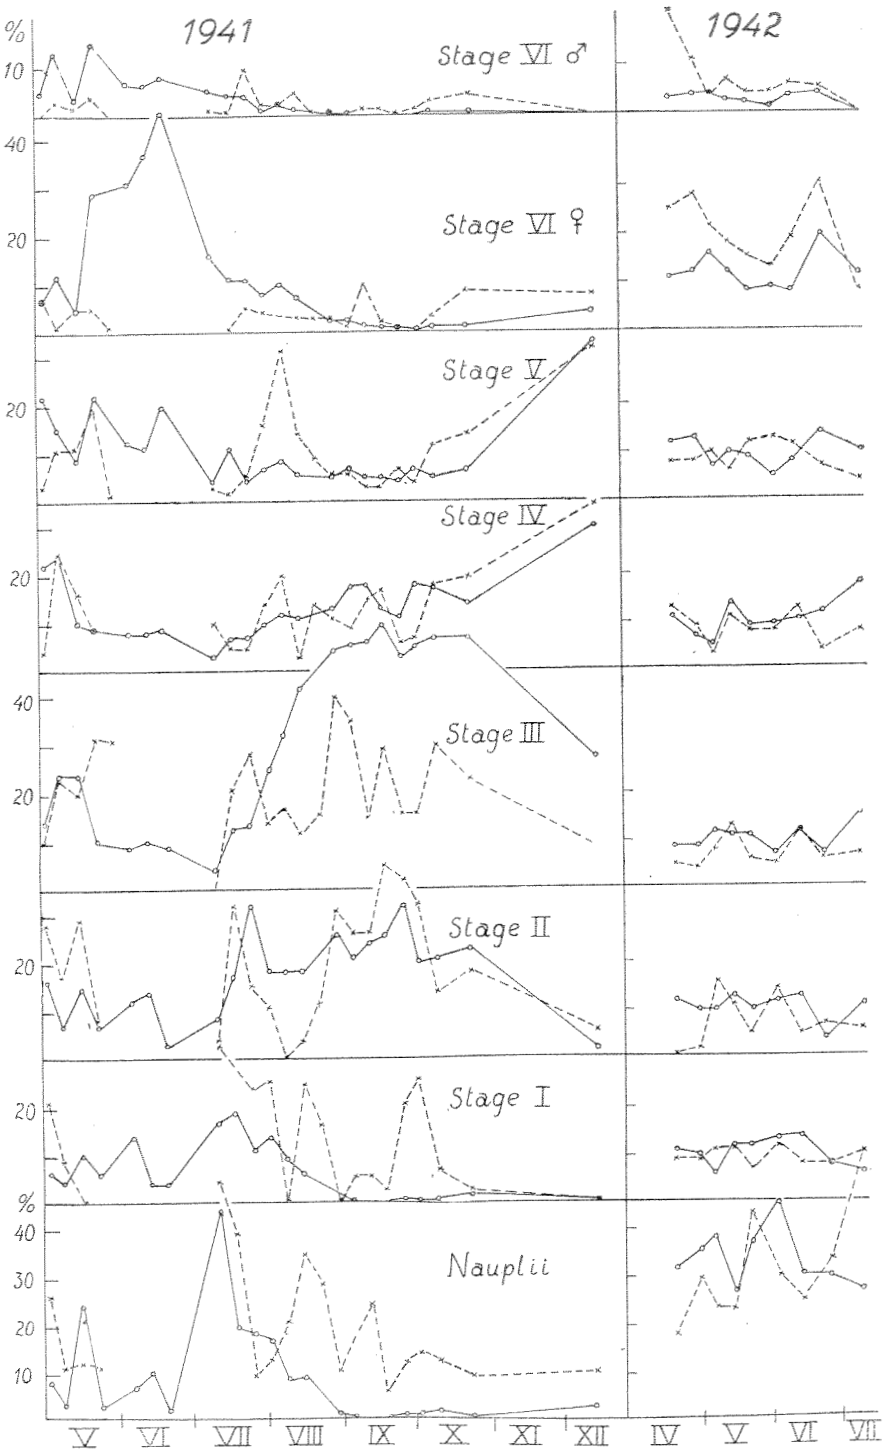 1941 1942
%
10
Stage VI ♂
40
Stage VI ♀
20
Stage V
20
Stage IV
20
40
Stage III
20
Stage II
20
Stage I
20
%
40
Nauplii
30
20
10
V VI VII VIII IX X XI XII IV V VI VII